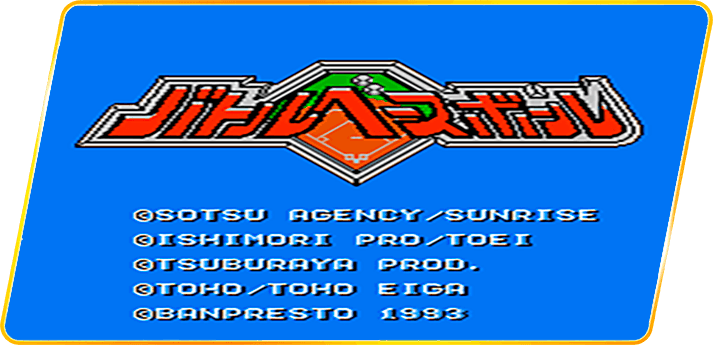 バトルベースボール
©SOTSU AGENCY/SUNRISE
©ISHIMORI PRO/TOEI
©TSUBURAYA PROD.
©TOHO/TOHO EIGA
©BANPRESTO 1993